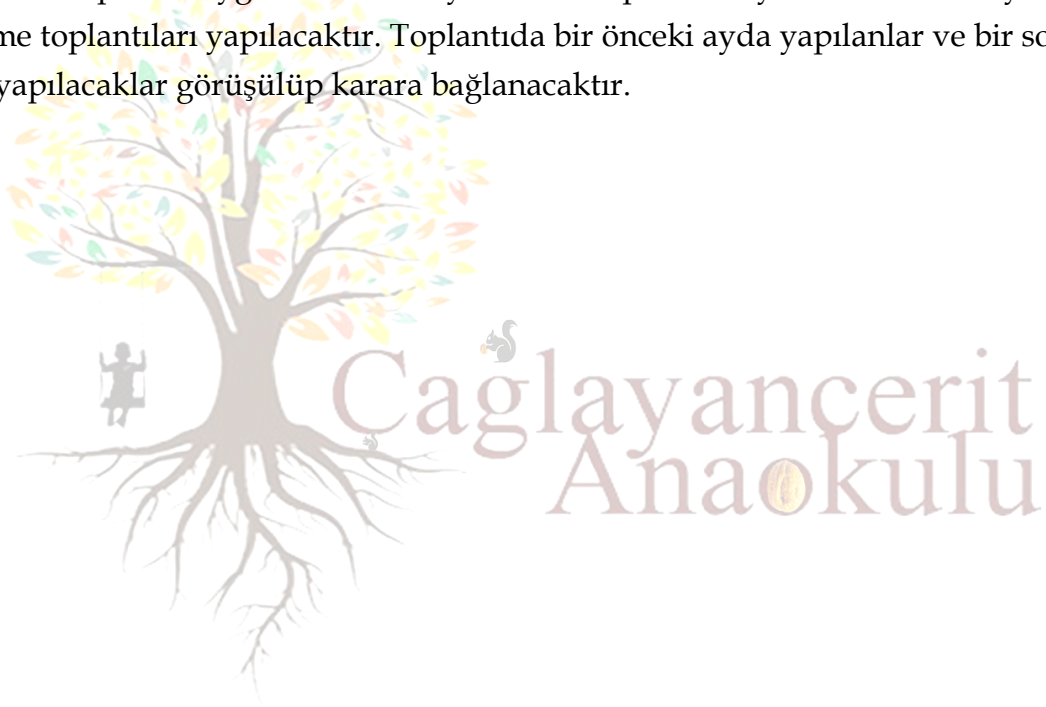 me toplantıları yapılacaktır. Toplantıda bir önceki ayda yapılanlar ve bir so
yapılacaklar görüşülüp karara bağlanacaktır.
Caglayancerit
Anaokulu